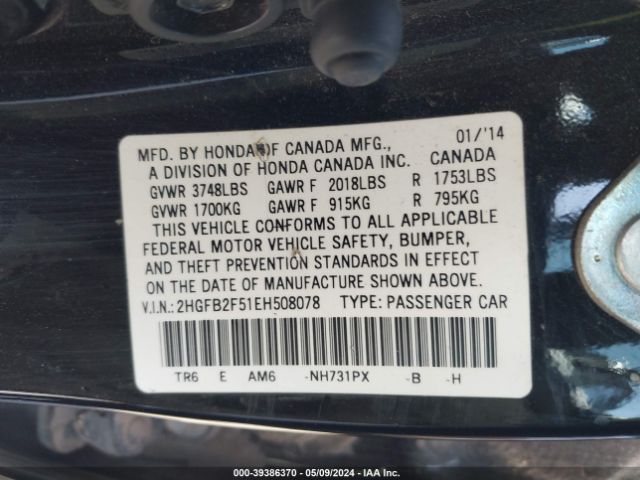 01/'14
MFD. BY HONDA OF CANADA MFG.,
A DIVISION OF HONDA CANADA INC. CANADA
GVWR 3748LBS GAWR F 2018LBS R 1753LBS
GVWR 1700KG GAWR F 915KG R 795KG
THIS VEHICLE CONFORMS TO ALL APPLICABLE
FEDERAL MOTOR VEHICLE SAFETY, BUMPER,
AND THEFT PREVENTION STANDARDS IN EFFECT
ON THE DATE OF MANUFACTURE SHOWN ABOVE.
V.I.N.:2HGFB2F51EH508078 TYPE: PASSENGER CAR
TR6 E AM6 -NH731PX -B -H
000-39386370 - 05/09/2024 - IAA Inc.